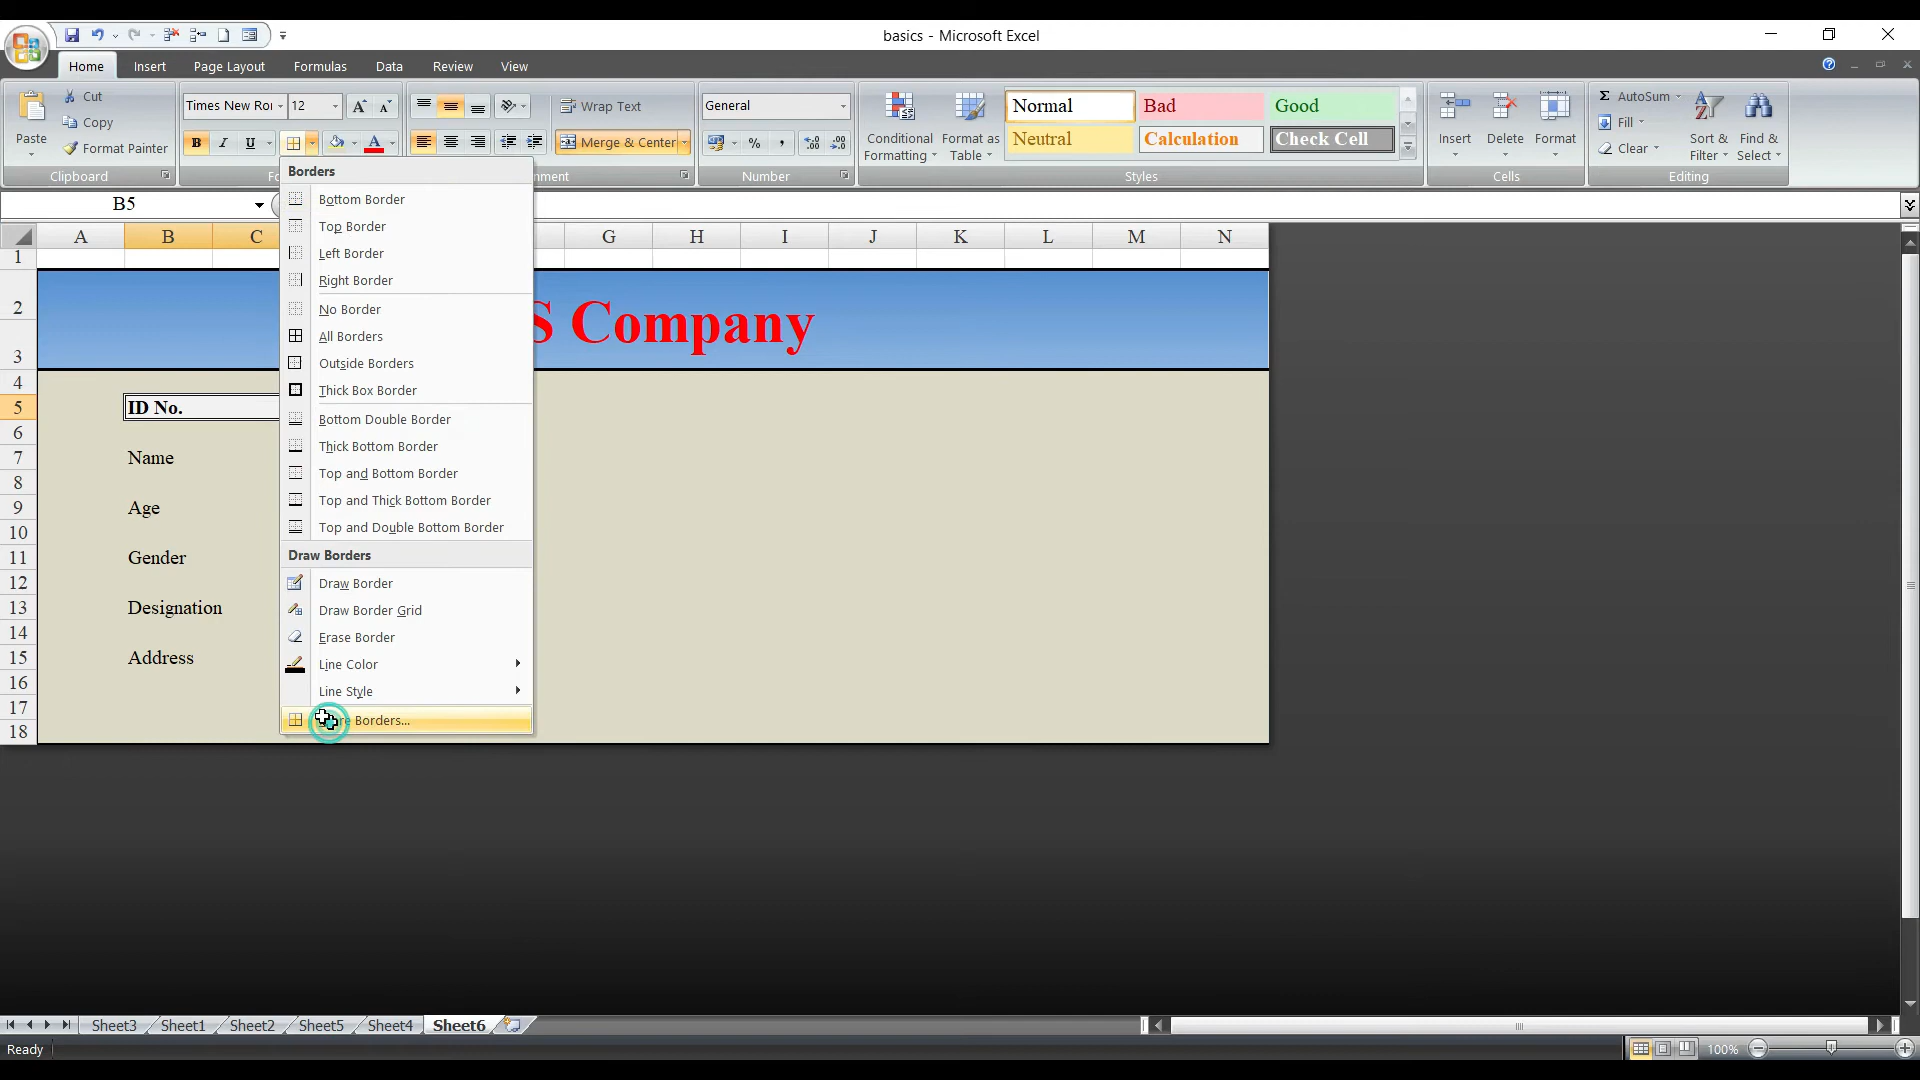 basics - Microsoft Excel
Home Insert Page Layout Formulas Data Review View
Paste
Cut
Copy
Format Painter
Clipboard
Times New Ro
12
B I U
A
Wrap Text
Merge & Center
General
% ,
Number
Conditional Formatting
Format as Table
Normal Bad Good
Neutral Calculation Check Cell
Styles
Insert Delete Format
Cells
AutoSum
Fill
Clear
Sort & Filter
Find & Select
Editing
B5
A B C G H I J K L M N
Borders
Bottom Border
Top Border
Left Border
Right Border
No Border
All Borders
Outside Borders
Thick Box Border
Bottom Double Border
Thick Bottom Border
Top and Bottom Border
Top and Thick Bottom Border
Top and Double Bottom Border
Draw Borders
Draw Border
Draw Border Grid
Erase Border
Line Color
Line Style
Borders...
1
2
3
S Company
4
5 ID No.
6
7 Name
8
9 Age
10
11 Gender
12
13 Designation
14
15 Address
16
17
18
Sheet3 Sheet1 Sheet2 Sheet5 Sheet4 Sheet6
Ready
100%